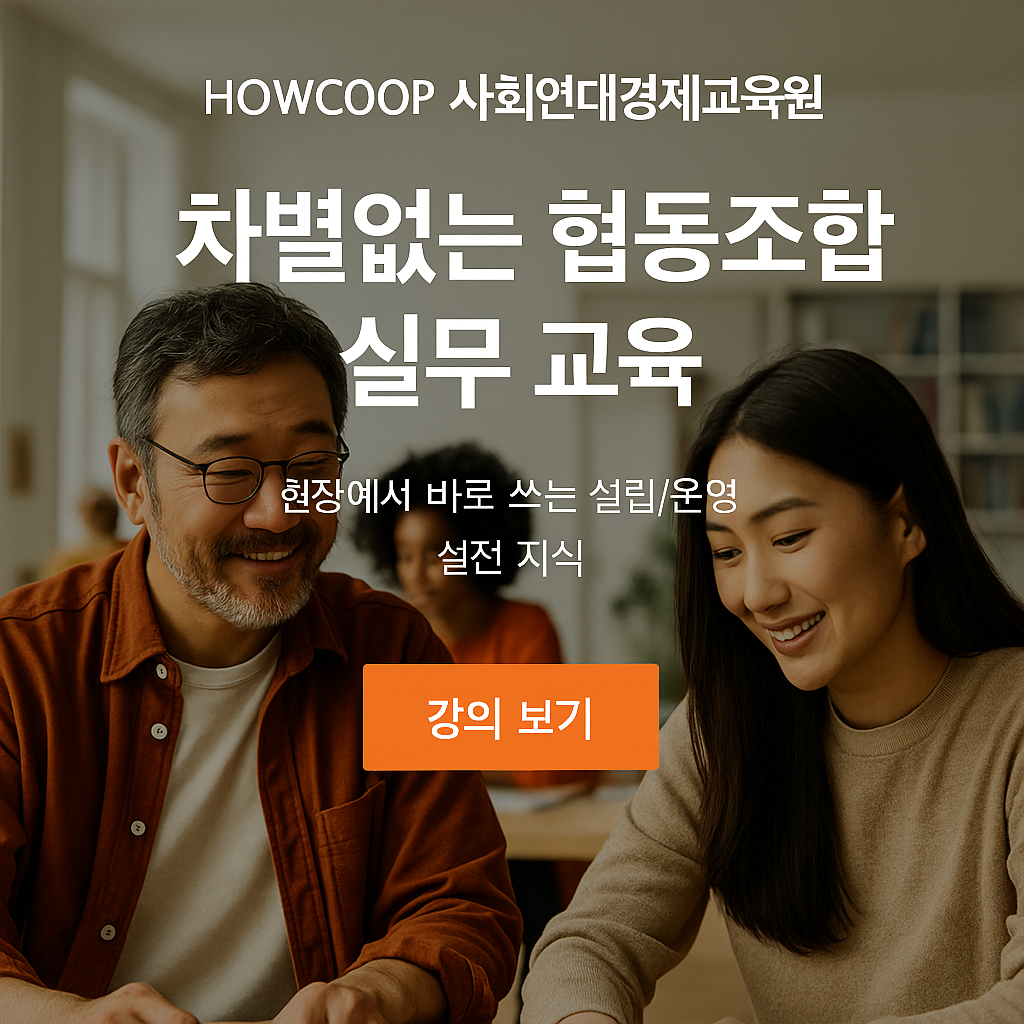 HOWCOOP 사회연대경제교육원
차별없는 협동조합
실무 교육
현장에서 바로 쓰는 설립/운영
설전 지식
강의 보기